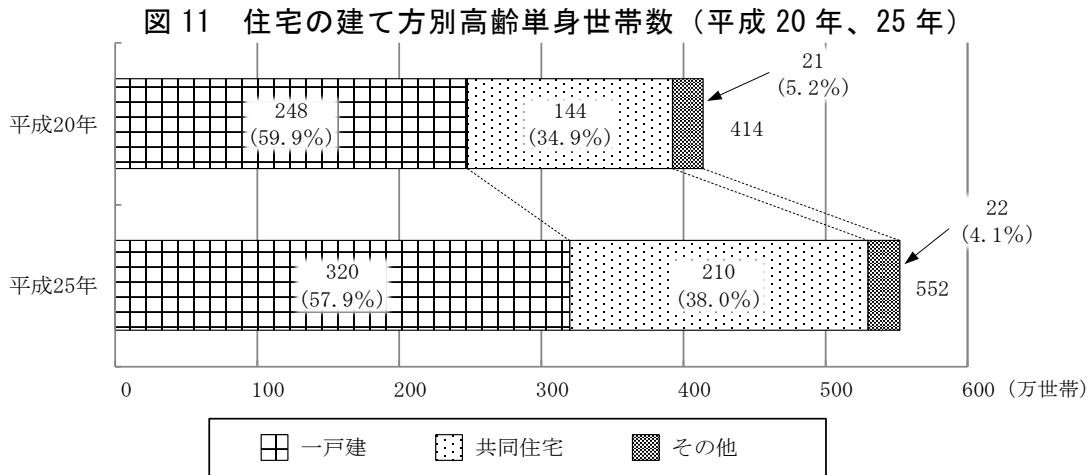 図 11　住宅の建て方別高齢単身世帯数（平成 20 年、25 年）
21
(5.2%)
平成20年
248
(59.9%)
144
(34.9%)
414
22
(4.1%)
平成25年
320
(57.9%)
210
(38.0%)
552
0 100 200 300 400 500 600 (万世帯)
一戸建 共同住宅 その他